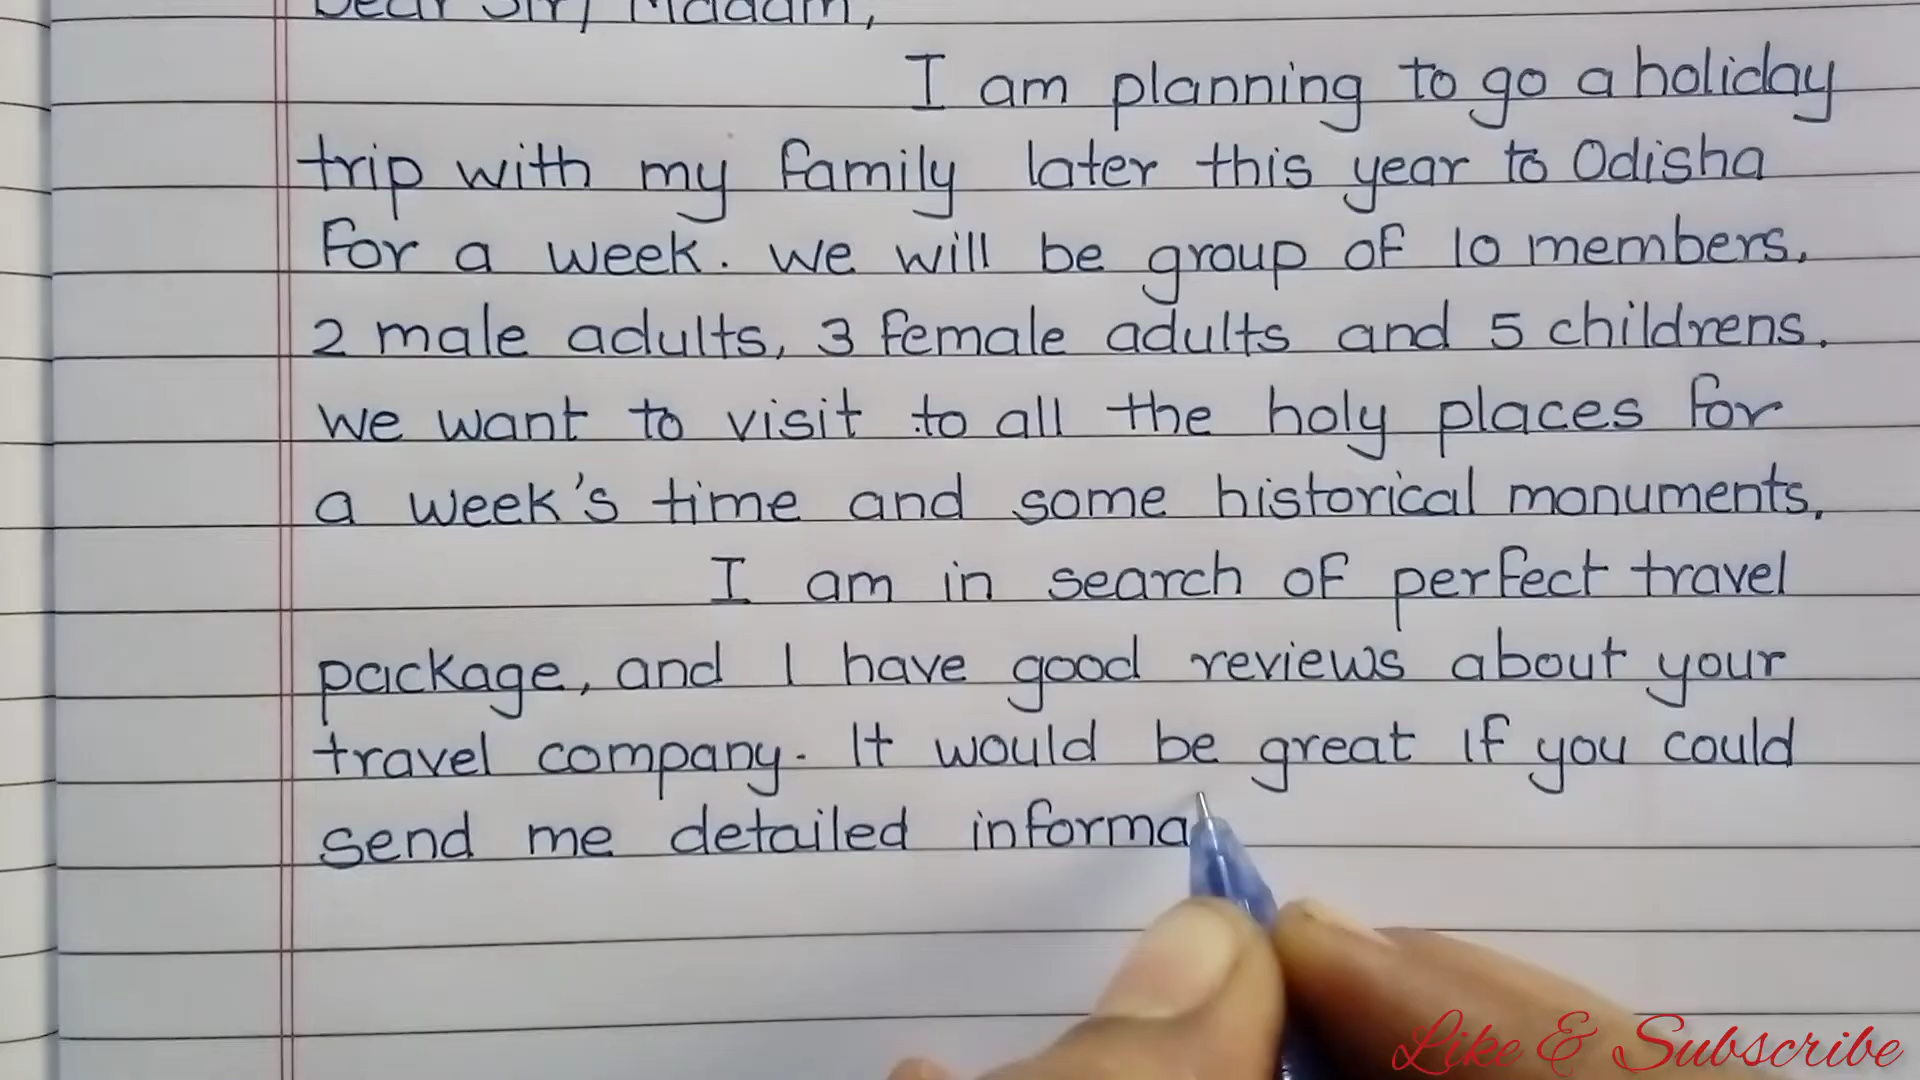 Dear Sir/ Madam,
I am planning to go a holiday
trip with my family later this year to Odisha
for a week. We will be group of 10 members.
2 male adults, 3 female adults and 5 childrens.
We want to visit to all the holy places for
a week's time and some historical monuments.
I am in search of perfect travel
package, and I have good reviews about your
travel company. It would be great if you could
send me detailed informa
Like & Subscribe